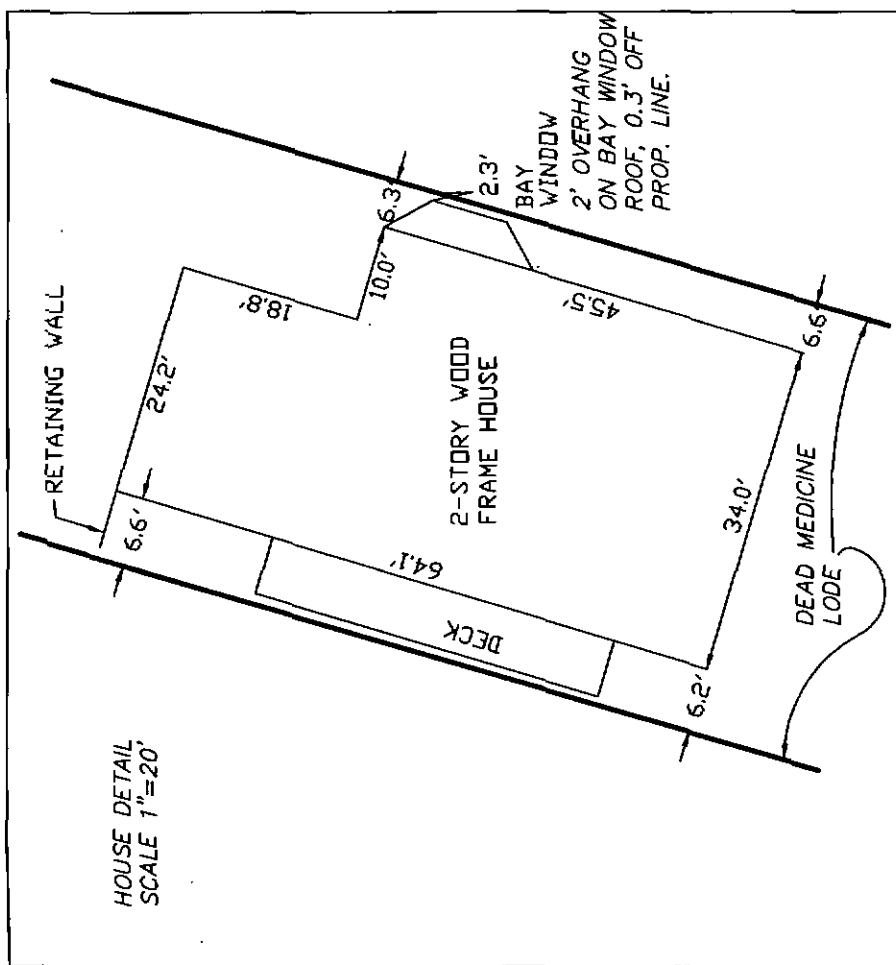 HOUSE DETAIL
SCALE 1"=20'
RETAINING WALL
24.2'
6.6'
18.8'
10.0'
6.3'
2.3'
BAY
WINDOW
2' OVERHANG
ON BAY WINDOW
ROOF, 0.3' OFF
PROP. LINE.
64.1'
DECK
2-STORY WOOD
FRAME HOUSE
45.5'
6.6'
34.0'
6.2'
DEAD MEDICINE
LODE